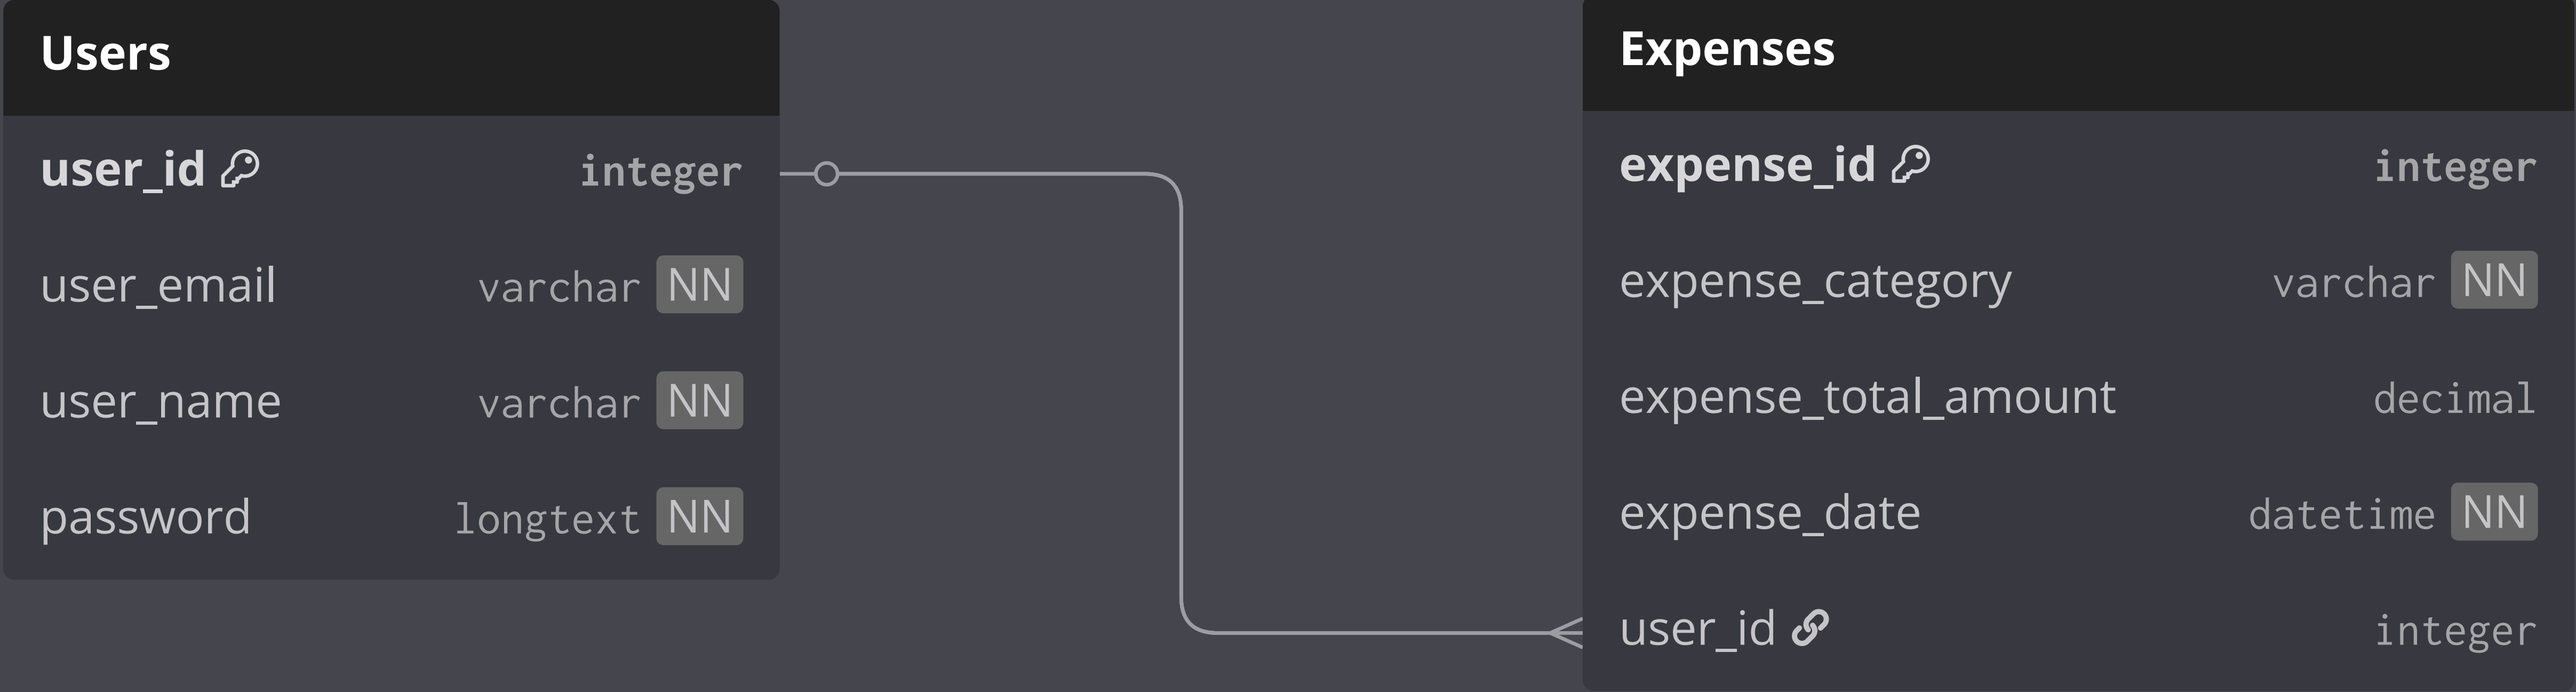 Users
user_id integer
user_email varchar NN
user_name varchar NN
password longtext NN
Expenses
expense_id integer
expense_category varchar NN
expense_total_amount decimal
expense_date datetime NN
user_id integer